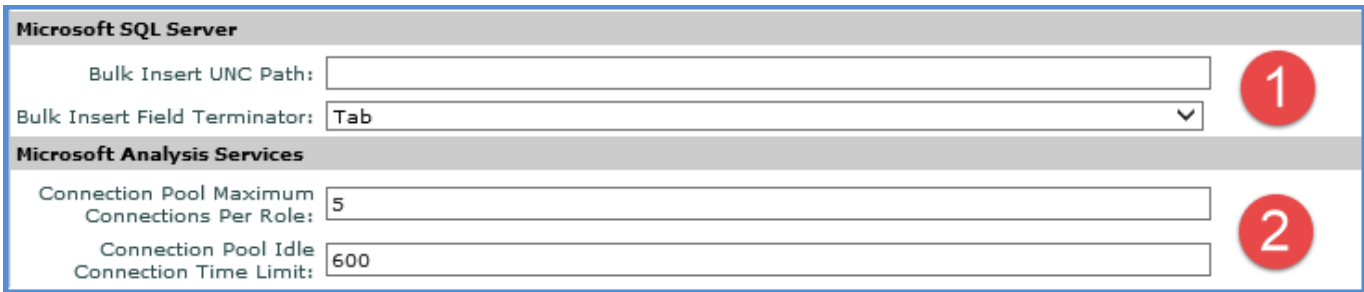 Microsoft SQL Server
Bulk Insert UNC Path:
1
Bulk Insert Field Terminator: Tab
Microsoft Analysis Services
Connection Pool Maximum
Connections Per Role: 5
2
Connection Pool Idle
Connection Time Limit: 600